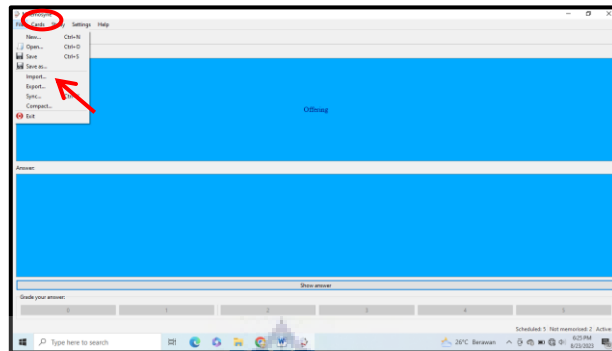 Mnemosyne
File Cards Study Settings Help
New... Ctrl+N
Open... Ctrl+O
Save Ctrl+S
Save as...
Import...
Export...
Sync...
Compact...
Exit
Offering
Answer:
Show answer
Grade your answer:
0 1 2 3 4 5
Scheduled: 5 Not memorised: 2 Active
Type here to search
26°C Berawan
6:25 PM
6/23/2023